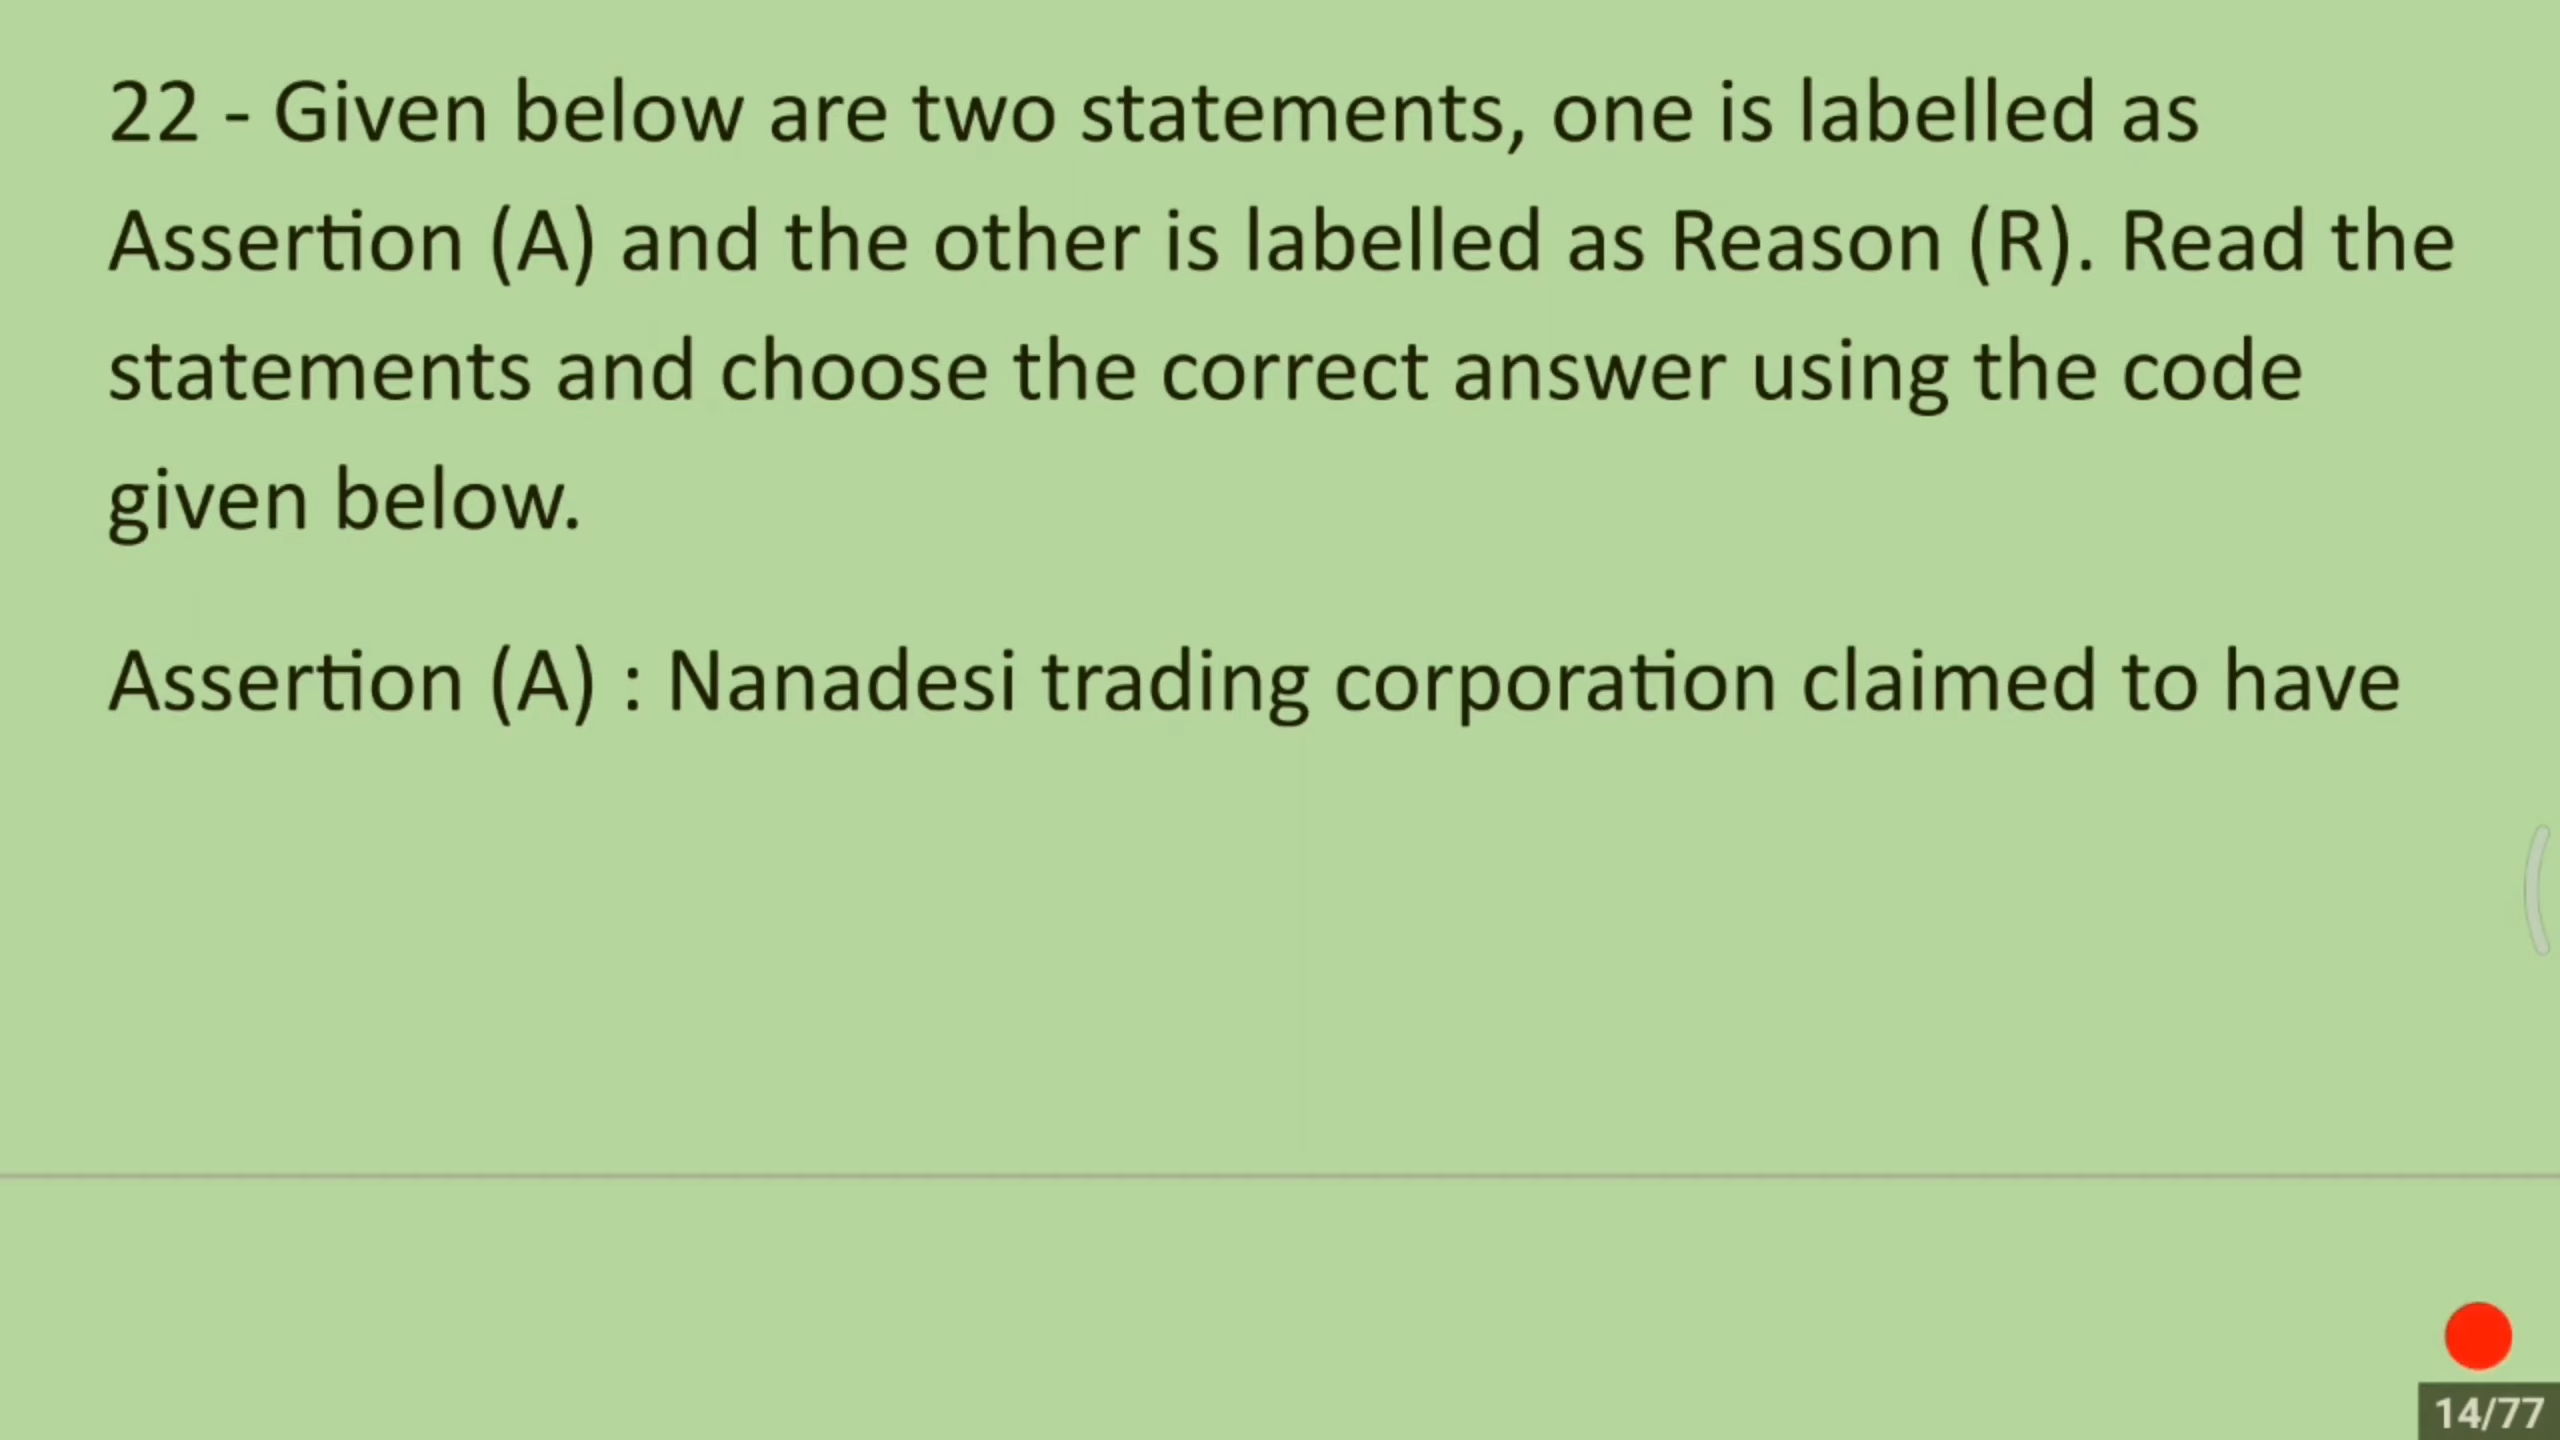 22 - Given below are two statements, one is labelled as
Assertion (A) and the other is labelled as Reason (R). Read the
statements and choose the correct answer using the code
given below.
Assertion (A) : Nanadesi trading corporation claimed to have
14/77